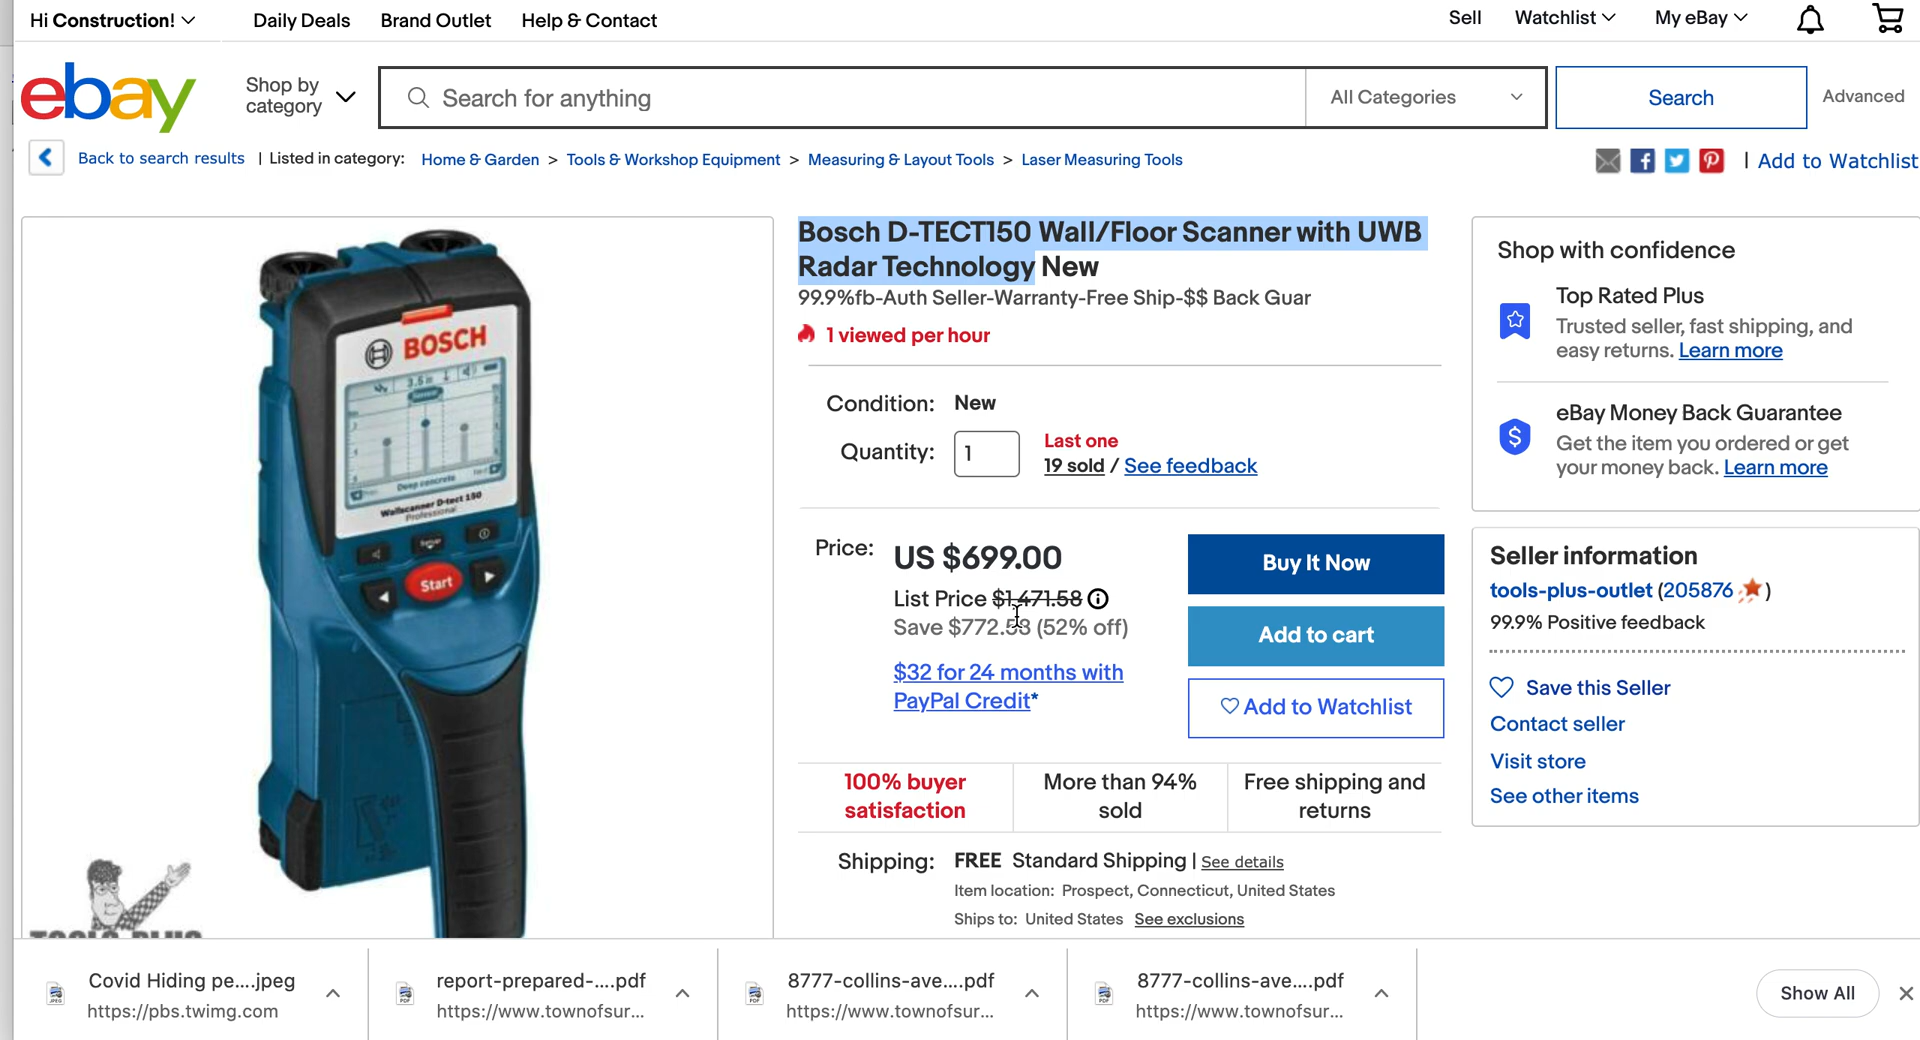 Hi Construction!
Daily Deals
Brand Outlet
Help & Contact
Sell
Watchlist
My eBay
ebay
Shop by
category
Search for anything
All Categories
Search
Advanced
Back to search results | Listed in category: Home & Garden > Tools & Workshop Equipment > Measuring & Layout Tools > Laser Measuring Tools
| Add to Watchlist
BOSCH
3.5 in
Deep concrete
Wallscanner D-tect 150
Professional
Start
TOOLS PLUS
Bosch D-TECT150 Wall/Floor Scanner with UWB
Radar Technology New
99.9%fb-Auth Seller-Warranty-Free Ship-$$ Back Guar
1 viewed per hour
Condition: New
Quantity: 1
Last one
19 sold / See feedback
Price: US $699.00
List Price $1,471.58
Save $772.58 (52% off)
$32 for 24 months with
PayPal Credit*
Buy It Now
Add to cart
Add to Watchlist
100% buyer
satisfaction
More than 94%
sold
Free shipping and
returns
Shipping: FREE Standard Shipping | See details
Item location: Prospect, Connecticut, United States
Ships to: United States See exclusions
Shop with confidence
Top Rated Plus
Trusted seller, fast shipping, and
easy returns. Learn more
eBay Money Back Guarantee
Get the item you ordered or get
your money back. Learn more
Seller information
tools-plus-outlet (205876 )
99.9% Positive feedback
Save this Seller
Contact seller
Visit store
See other items
Covid Hiding pe....jpeg
https://pbs.twimg.com
report-prepared-....pdf
https://www.townofsur...
8777-collins-ave....pdf
https://www.townofsur...
8777-collins-ave....pdf
https://www.townofsur...
Show All